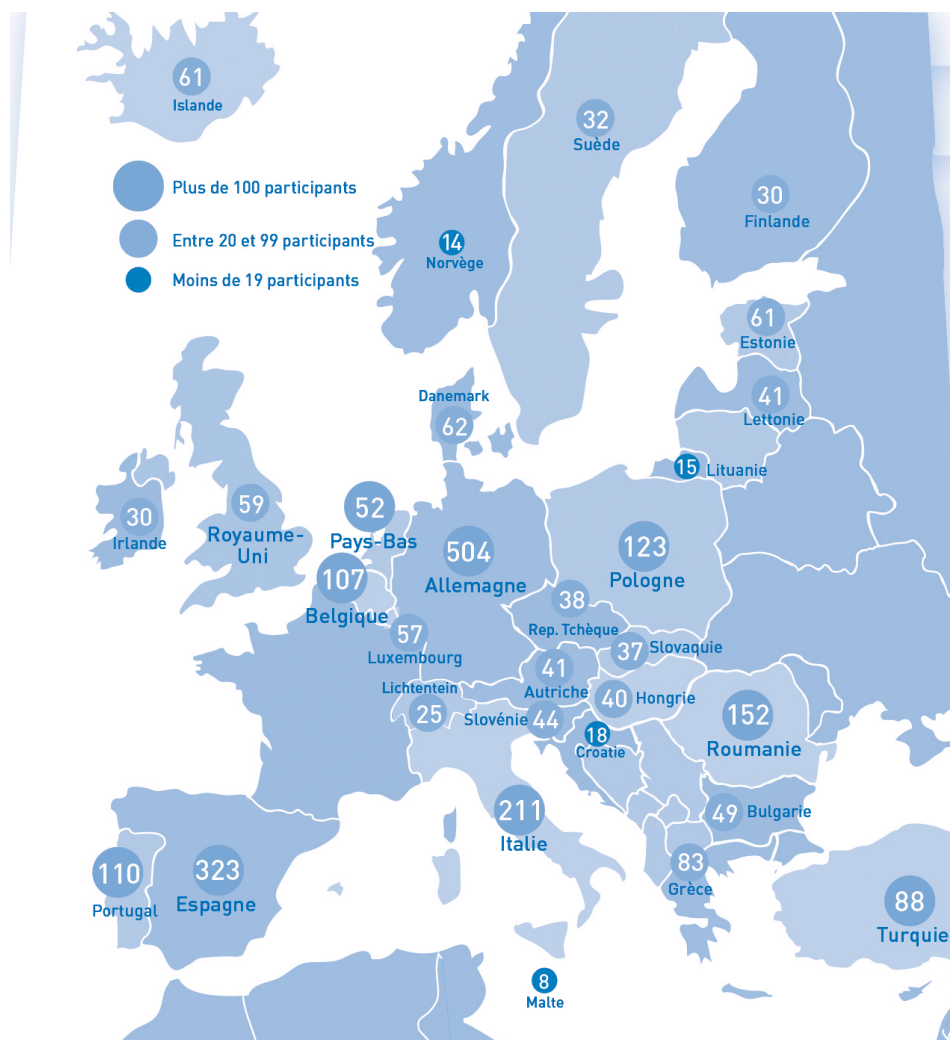 61
Islande
32
Suède
Plus de 100 participants
30
Finlande
Entre 20 et 99 participants
14
Norvège
Moins de 19 participants
61
Estonie
Danemark
62
41
Lettonie
15
Lituanie
30
Irlande
59
Royaume-
Uni
52
Pays-Bas
504
Allemagne
123
Pologne
107
Belgique
38
Rep. Tchèque
57
Luxembourg
37
Slovaquie
41
Autriche
Lichtentein
25
40
Hongrie
Slovénie
44
18
Croatie
152
Roumanie
211
Italie
49
Bulgarie
110
Portugal
323
Espagne
83
Grèce
88
Turquie
8
Malte